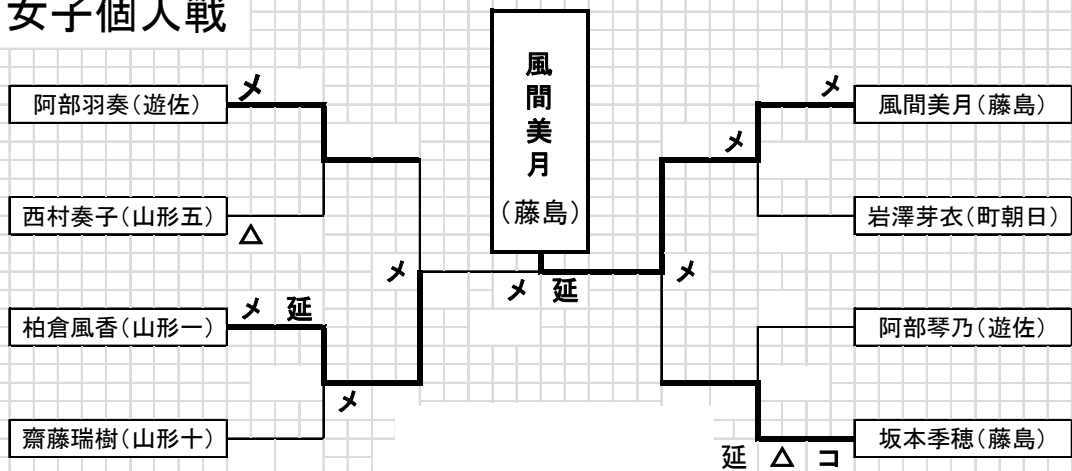 女子個人戦
風間美月
(藤島)
阿部羽奏(遊佐)
メ
西村奏子(山形五)
△
メ
柏倉風香(山形一)
メ 延
メ
齋藤瑞樹(山形十)
メ 延
メ
風間美月(藤島)
メ
岩澤芽衣(町朝日)
メ
阿部琴乃(遊佐)
坂本季穂(藤島)
延 △ コ